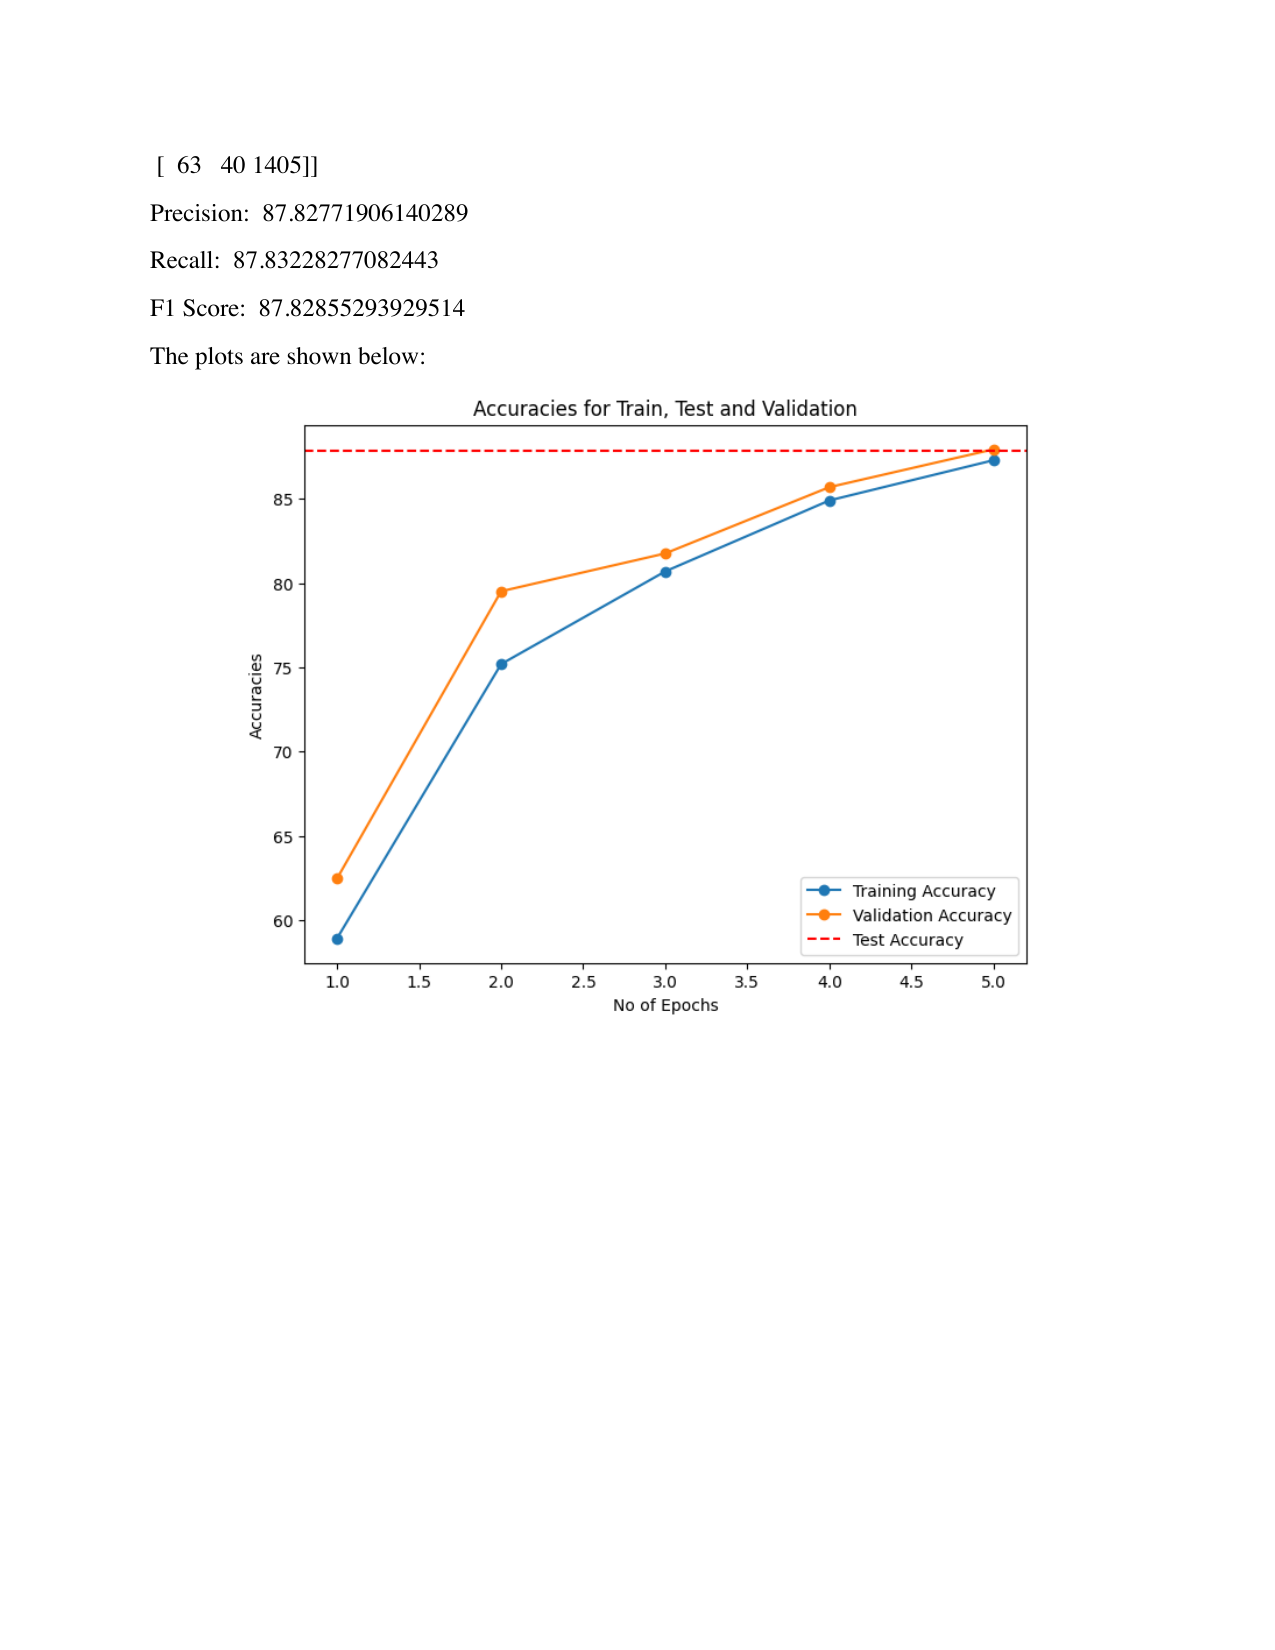 [  63   40 1405]]
Precision:  87.82771906140289
Recall:  87.83228277082443
F1 Score:  87.82855293929514
The plots are shown below:
Accuracies for Train, Test and Validation
Accuracies
85
80
75
70
65
60
Training Accuracy
Validation Accuracy
Test Accuracy
1.0 1.5 2.0 2.5 3.0 3.5 4.0 4.5 5.0
No of Epochs